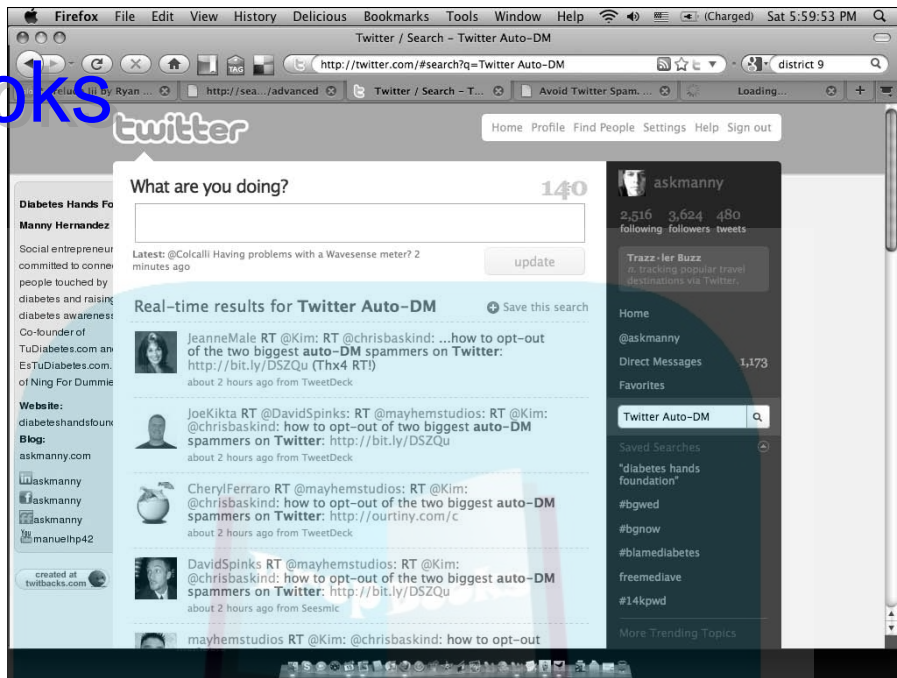 Firefox File Edit View History Delicious Bookmarks Tools Window Help (Charged) Sat 5:59:53 PM
Twitter / Search – Twitter Auto-DM
http://twitter.com/#search?q=Twitter Auto-DM
district 9
by Ryan ...
http://sea.../advanced
Twitter / Search – T...
Avoid Twitter Spam. ...
Loading...
oks
twitter
Home Profile Find People Settings Help Sign out
What are you doing?
140
Latest: @Colcalli Having problems with a Wavesense meter? 2
minutes ago
update
Real-time results for Twitter Auto-DM
Save this search
JeanneMale RT @Kim: RT @chrisbaskind: ...how to opt-out
of the two biggest auto-DM spammers on Twitter:
http://bit.ly/DSZQu (Thx4 RT!)
about 2 hours ago from TweetDeck
JoeKikta RT @DavidSpinks: RT @mayhemstudios: RT @Kim:
@chrisbaskind: how to opt-out of two biggest auto-DM
spammers on Twitter: http://bit.ly/DSZQu
about 2 hours ago from TweetDeck
CherylFerraro RT @mayhemstudios: RT @Kim:
@chrisbaskind: how to opt-out of the two biggest auto-DM
spammers on Twitter: http://ourtiny.com/c
about 2 hours ago from TweetDeck
DavidSpinks RT @mayhemstudios: RT @Kim:
@chrisbaskind: how to opt-out of the two biggest auto-DM
spammers on Twitter: http://bit.ly/DSZQu
about 2 hours ago from Seesmic
mayhemstudios RT @Kim: @chrisbaskind: how to opt-out
Books
Diabetes Hands Fo
Manny Hernandez
Social entrepreneur
committed to conne
people touched by
diabetes and raising
diabetes awareness
Co-founder of
TuDiabetes.com an
EsTuDiabetes.com.
of Ning For Dummie
Website:
diabeteshandsfoun
Blog:
askmanny.com
askmanny
askmanny
askmanny
manuelhp42
created at
twitbacks.com
askmanny
2,516 3,624 480
following followers tweets
Trazz·ler Buzz
n. tracking popular travel
destinations via Twitter.
Home
@askmanny
Direct Messages 1,173
Favorites
Twitter Auto-DM
Saved Searches
"diabetes hands
foundation"
#bgwed
#bgnow
#blamediabetes
freemediave
#14kpwd
More Trending Topics